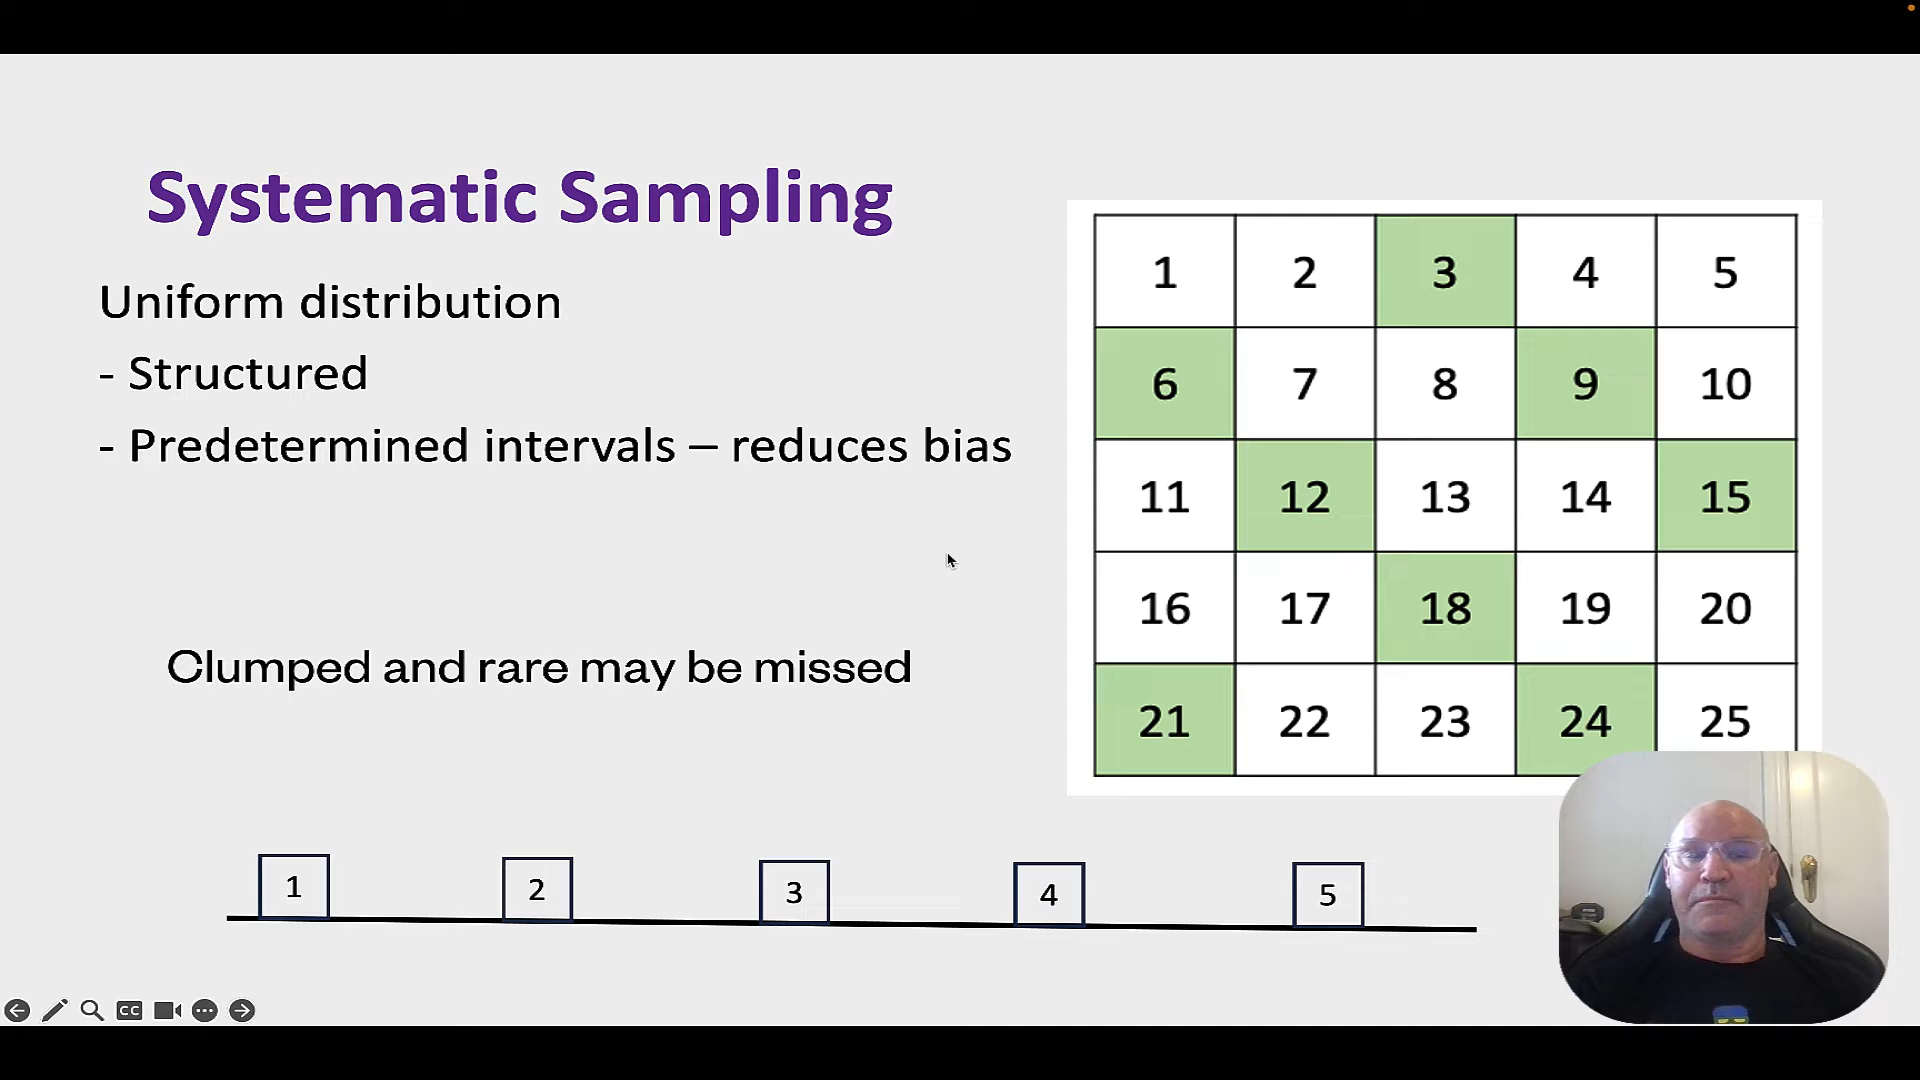 Systematic Sampling
Uniform distribution
- Structured
- Predetermined intervals – reduces bias
Clumped and rare may be missed
1 2 3 4 5
6 7 8 9 10
11 12 13 14 15
16 17 18 19 20
21 22 23 24 25
1 2 3 4 5
CC